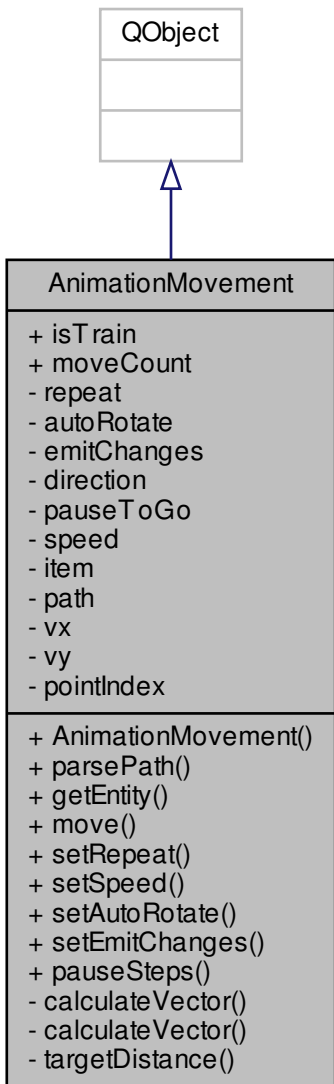 QObject
AnimationMovement
+ isTrain
+ moveCount
- repeat
- autoRotate
- emitChanges
- direction
- pauseToGo
- speed
- item
- path
- vx
- vy
- pointIndex
+ AnimationMovement()
+ parsePath()
+ getEntity()
+ move()
+ setRepeat()
+ setSpeed()
+ setAutoRotate()
+ setEmitChanges()
+ pauseSteps()
- calculateVector()
- calculateVector()
- targetDistance()